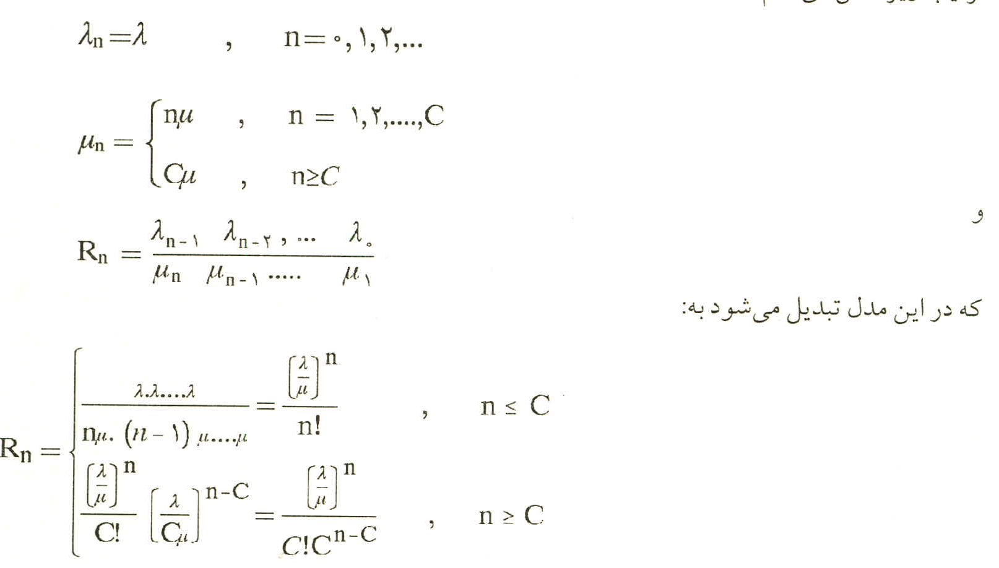 λn = λ , n = ۰, ۱, ۲, ...
μn = { nμ , n = ۱,۲,....,C
Cμ , n≥C
و
Rn = (λn-۱ λn-۲ , ... λ۰) / (μn μn-۱ ..... μ۱)
که در این مدل تبدیل می‌شود به:
Rn = { (λ.λ....λ) / (nμ. (n - ۱) μ....μ) = (λ/μ)^n / n! , n ≤ C
(λ/μ)^n / C! (λ/Cμ)^(n-C) = (λ/μ)^n / (C!C^(n-C)) , n ≥ C